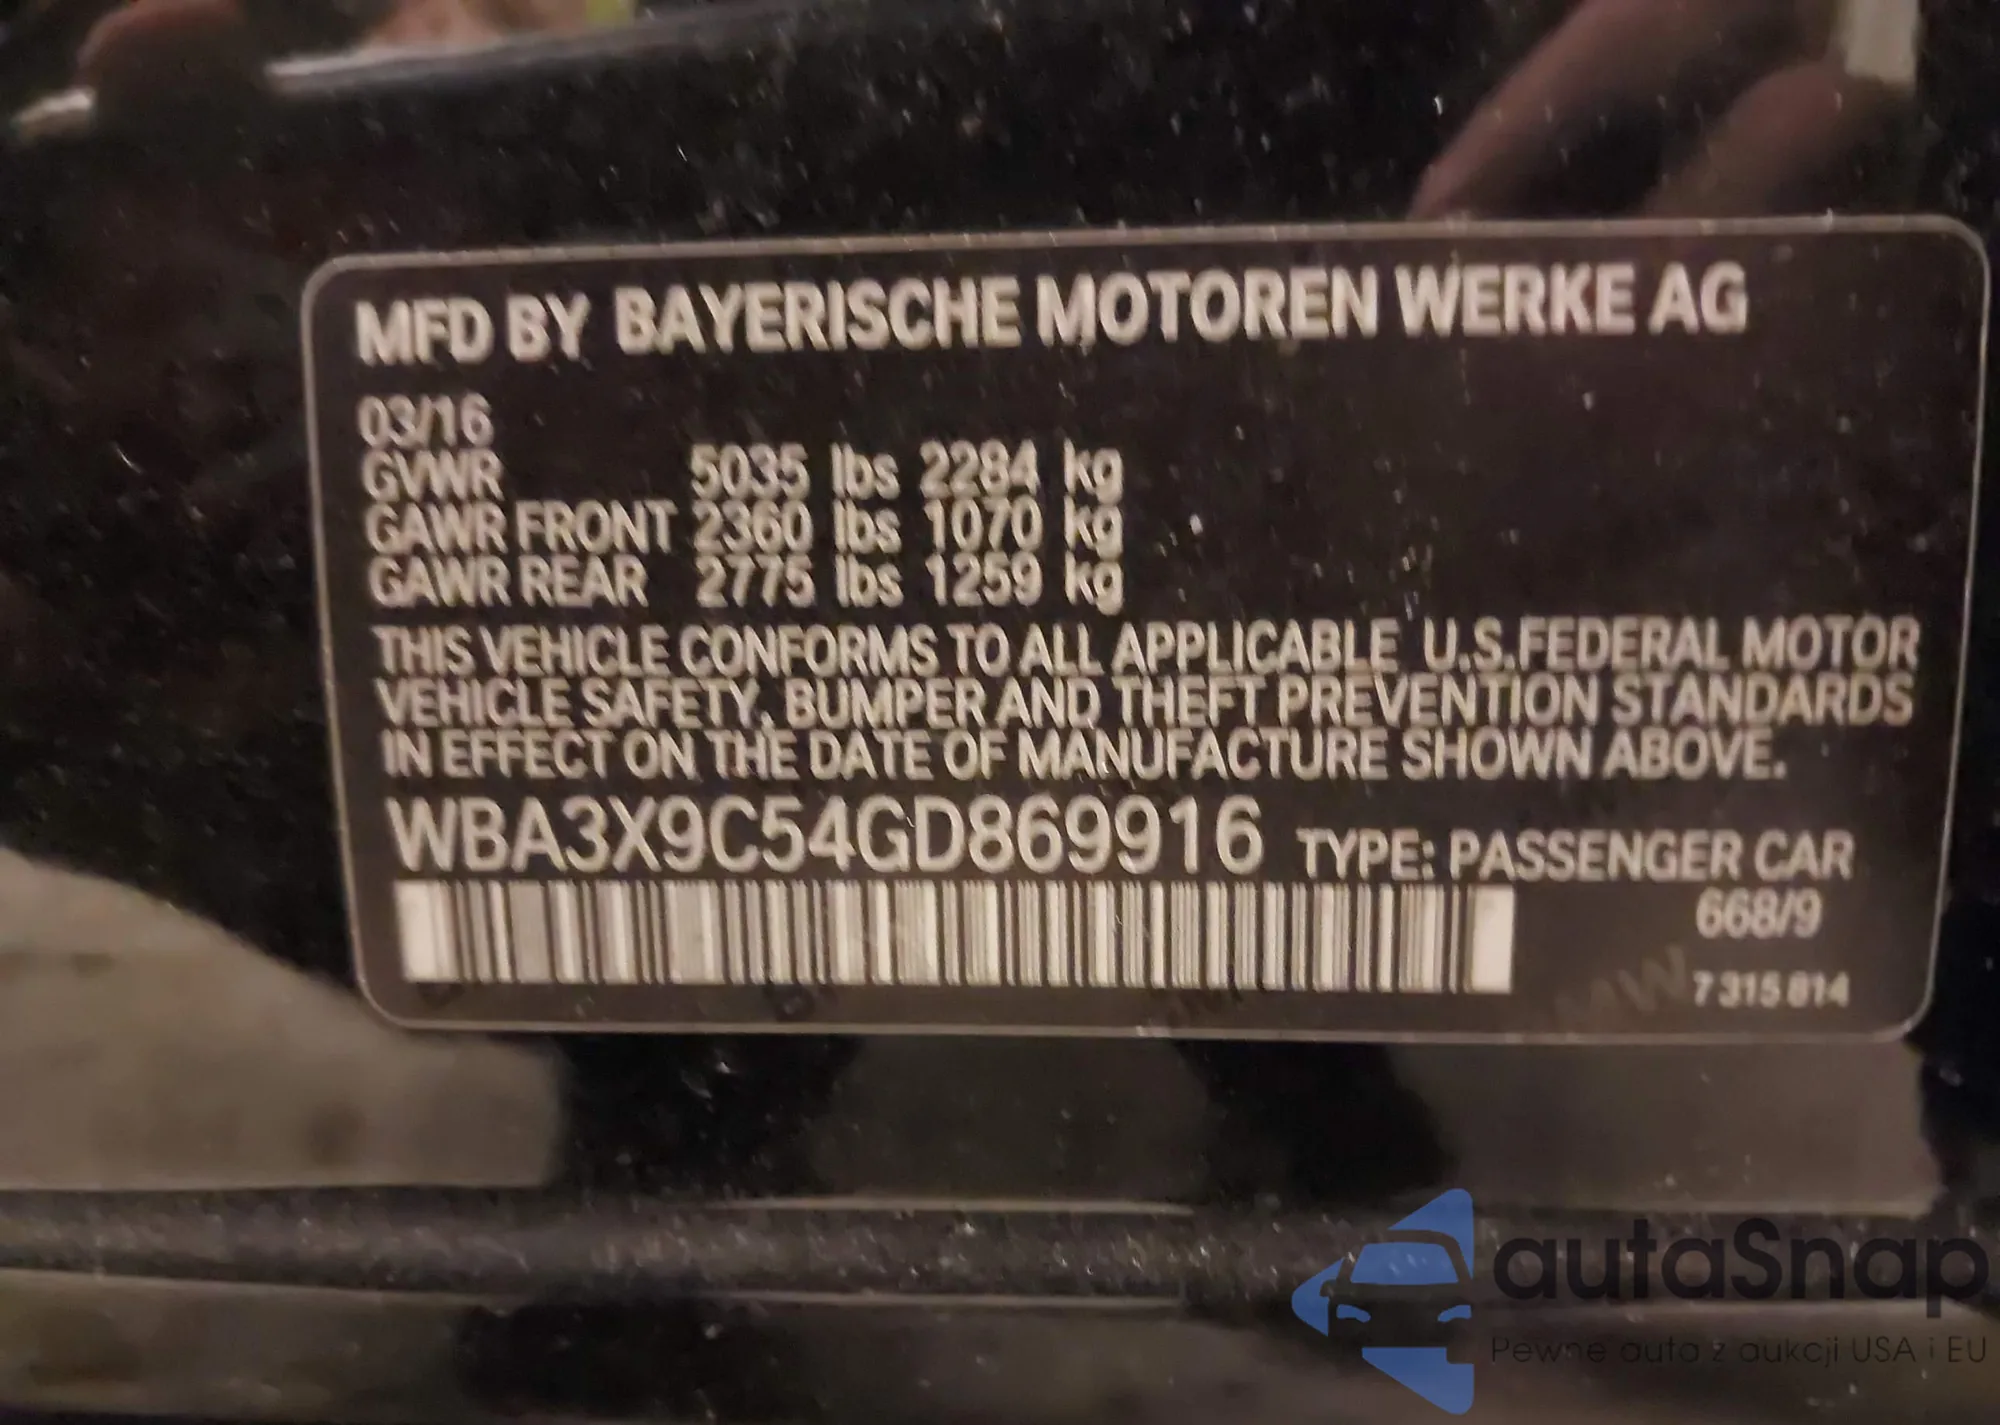 MFD BY BAYERISCHE MOTOREN WERKE AG
03/16
GVWR 5035 lbs 2284 kg
GAWR FRONT 2360 lbs 1070 kg
GAWR REAR 2775 lbs 1259 kg
THIS VEHICLE CONFORMS TO ALL APPLICABLE U.S.FEDERAL MOTOR
VEHICLE SAFETY, BUMPER AND THEFT PREVENTION STANDARDS
IN EFFECT ON THE DATE OF MANUFACTURE SHOWN ABOVE.
WBA3X9C54GD869916 TYPE: PASSENGER CAR
668/9
7 315 814
autaSnap
Pewne auta z aukcji USA i EU